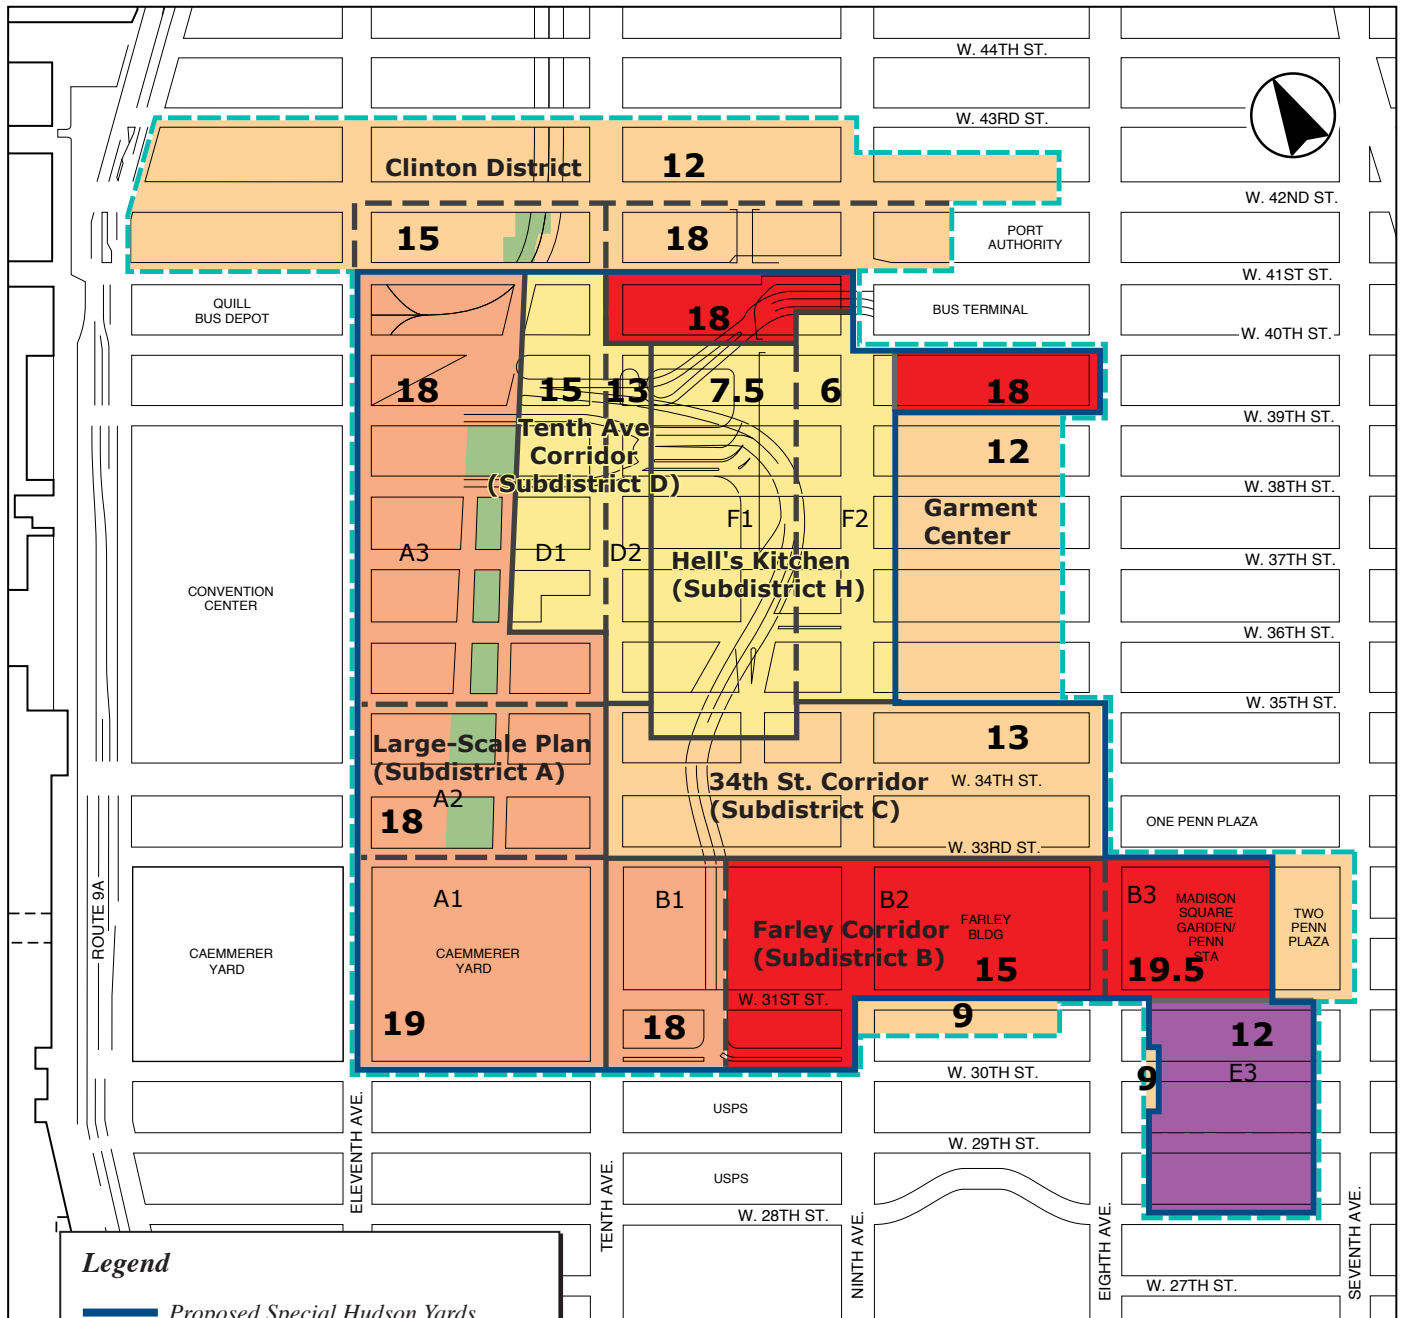 W. 44TH ST.
W. 43RD ST.
Clinton District
12
W. 42ND ST.
15
18
PORT
AUTHORITY
W. 41ST ST.
QUILL
BUS DEPOT
18
BUS TERMINAL
W. 40TH ST.
18
15
13
7.5
6
18
W. 39TH ST.
Tenth Ave
Corridor
(Subdistrict D)
12
W. 38TH ST.
Garment
Center
F1
F2
A3
D1
D2
W. 37TH ST.
Hell's Kitchen
(Subdistrict H)
CONVENTION
CENTER
W. 36TH ST.
W. 35TH ST.
Large-Scale Plan
(Subdistrict A)
A2
18
13
34th St. Corridor
(Subdistrict C)
W. 34TH ST.
ONE PENN PLAZA
W. 33RD ST.
A1
B1
B2
B3
MADISON
SQUARE
GARDEN/
PENN
STA
TWO
PENN
PLAZA
Farley Corridor
(Subdistrict B)
FARLEY
BLDG
15
19.5
ROUTE 9A
CAEMMERER
YARD
CAEMMERER
YARD
19
W. 31ST ST.
18
9
12
9
E3
W. 30TH ST.
USPS
W. 29TH ST.
USPS
W. 28TH ST.
ELEVENTH AVE.
TENTH AVE.
NINTH AVE.
EIGHTH AVE.
SEVENTH AVE.
W. 27TH ST.
Legend
Proposed Special Hudson Yards